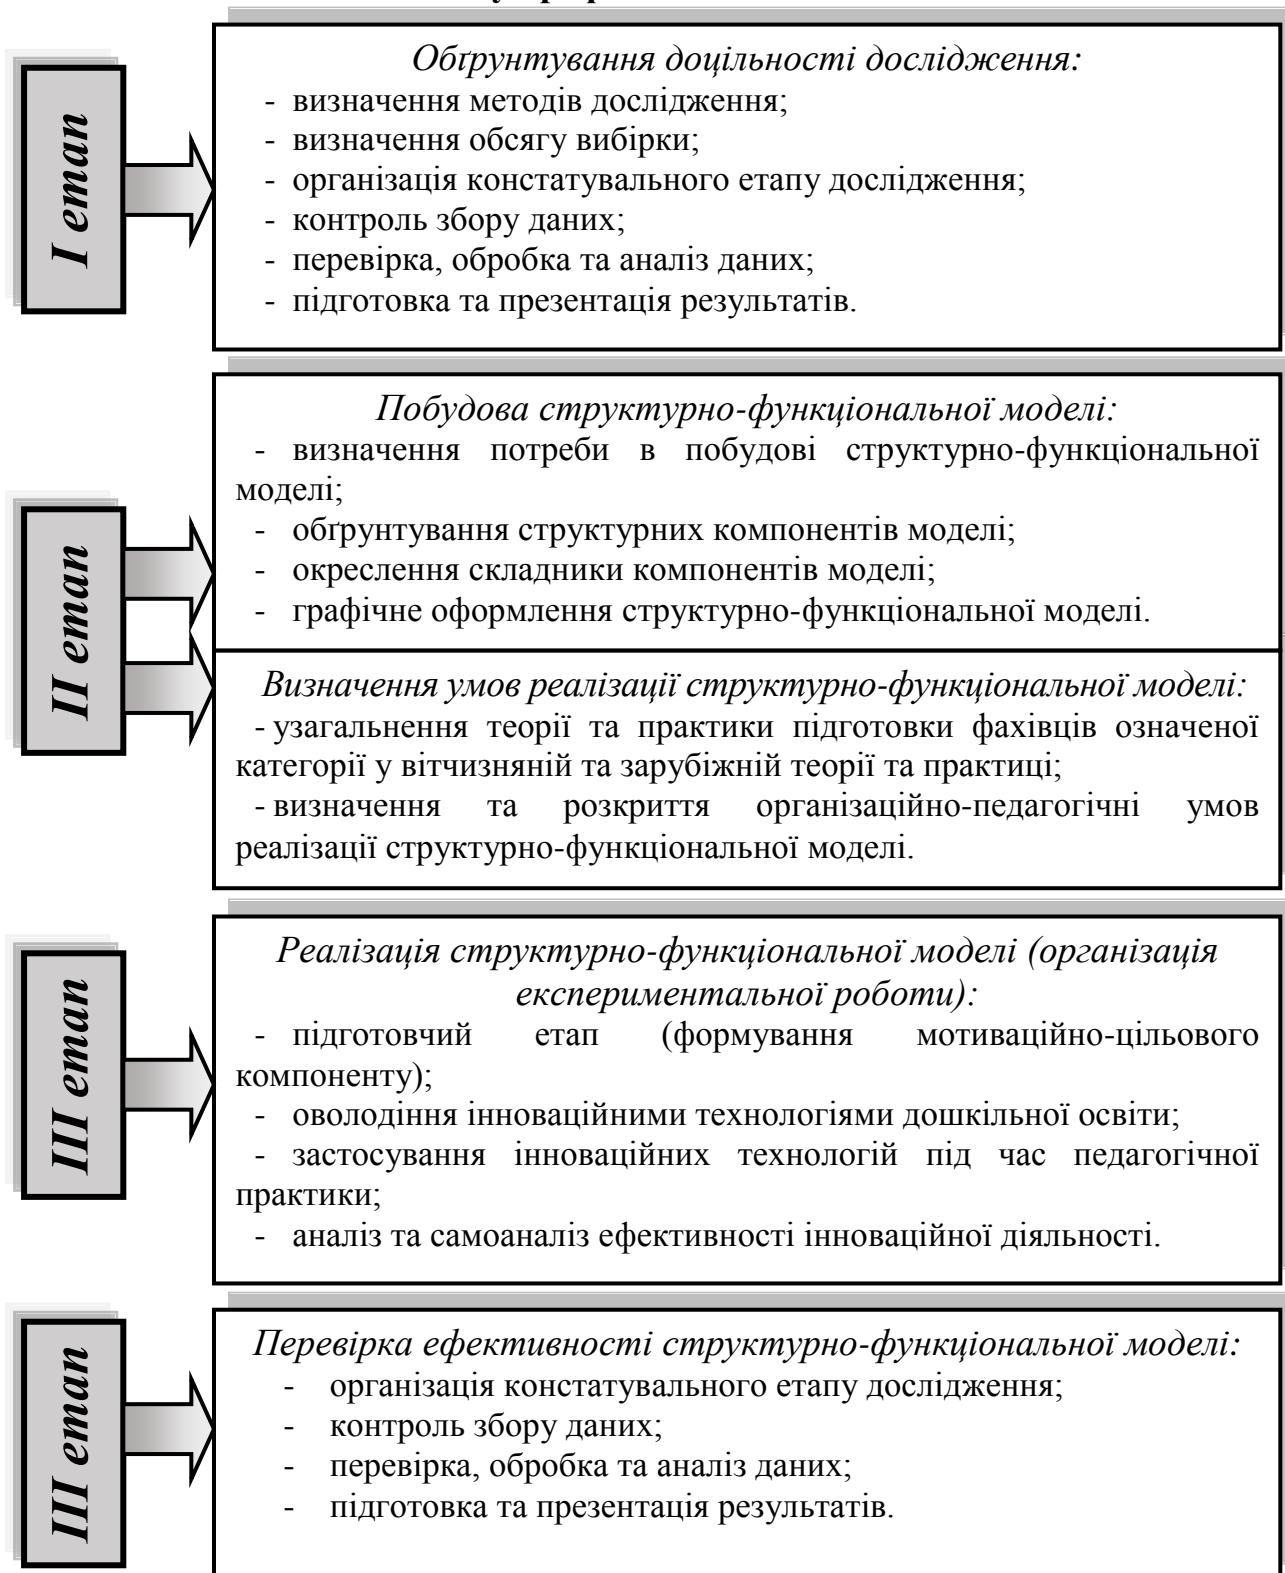 I етап
Обґрунтування доцільності дослідження:
- визначення методів дослідження;
- визначення обсягу вибірки;
- організація констатувального етапу дослідження;
- контроль збору даних;
- перевірка, обробка та аналіз даних;
- підготовка та презентація результатів.
II етап
Побудова структурно-функціональної моделі:
- визначення потреби в побудові структурно-функціональної
моделі;
- обґрунтування структурних компонентів моделі;
- окреслення складники компонентів моделі;
- графічне оформлення структурно-функціональної моделі.
Визначення умов реалізації структурно-функціональної моделі:
- узагальнення теорії та практики підготовки фахівців означеної
категорії у вітчизняній та зарубіжній теорії та практиці;
- визначення та розкриття організаційно-педагогічні умов
реалізації структурно-функціональної моделі.
III етап
Реалізація структурно-функціональної моделі (організація
експериментальної роботи):
- підготовчий етап (формування мотиваційно-цільового
компоненту);
- оволодіння інноваційними технологіями дошкільної освіти;
- застосування інноваційних технологій під час педагогічної
практики;
- аналіз та самоаналіз ефективності інноваційної діяльності.
III етап
Перевірка ефективності структурно-функціональної моделі:
- організація констатувального етапу дослідження;
- контроль збору даних;
- перевірка, обробка та аналіз даних;
- підготовка та презентація результатів.